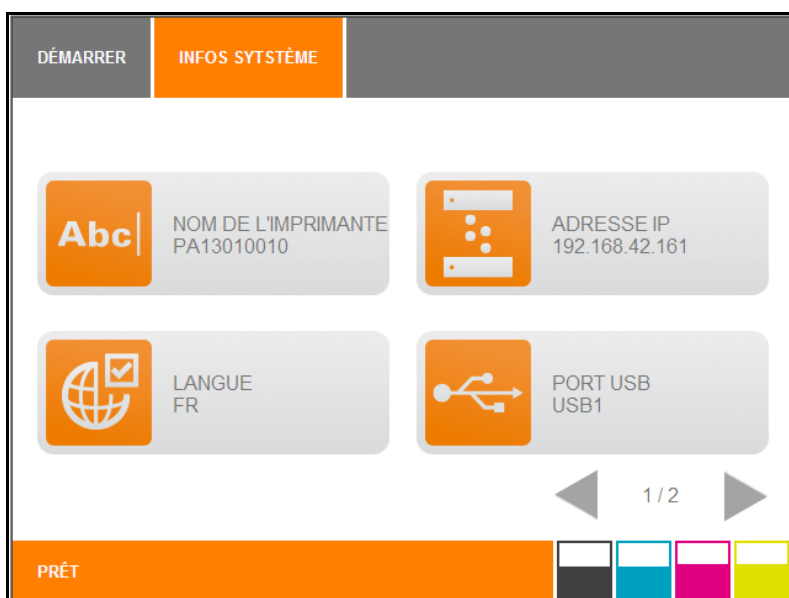 DÉMARRER
INFOS SYTSTÈME
Abc
NOM DE L'IMPRIMANTE
PA13010010
ADRESSE IP
192.168.42.161
LANGUE
FR
PORT USB
USB1
1 / 2
PRÊT